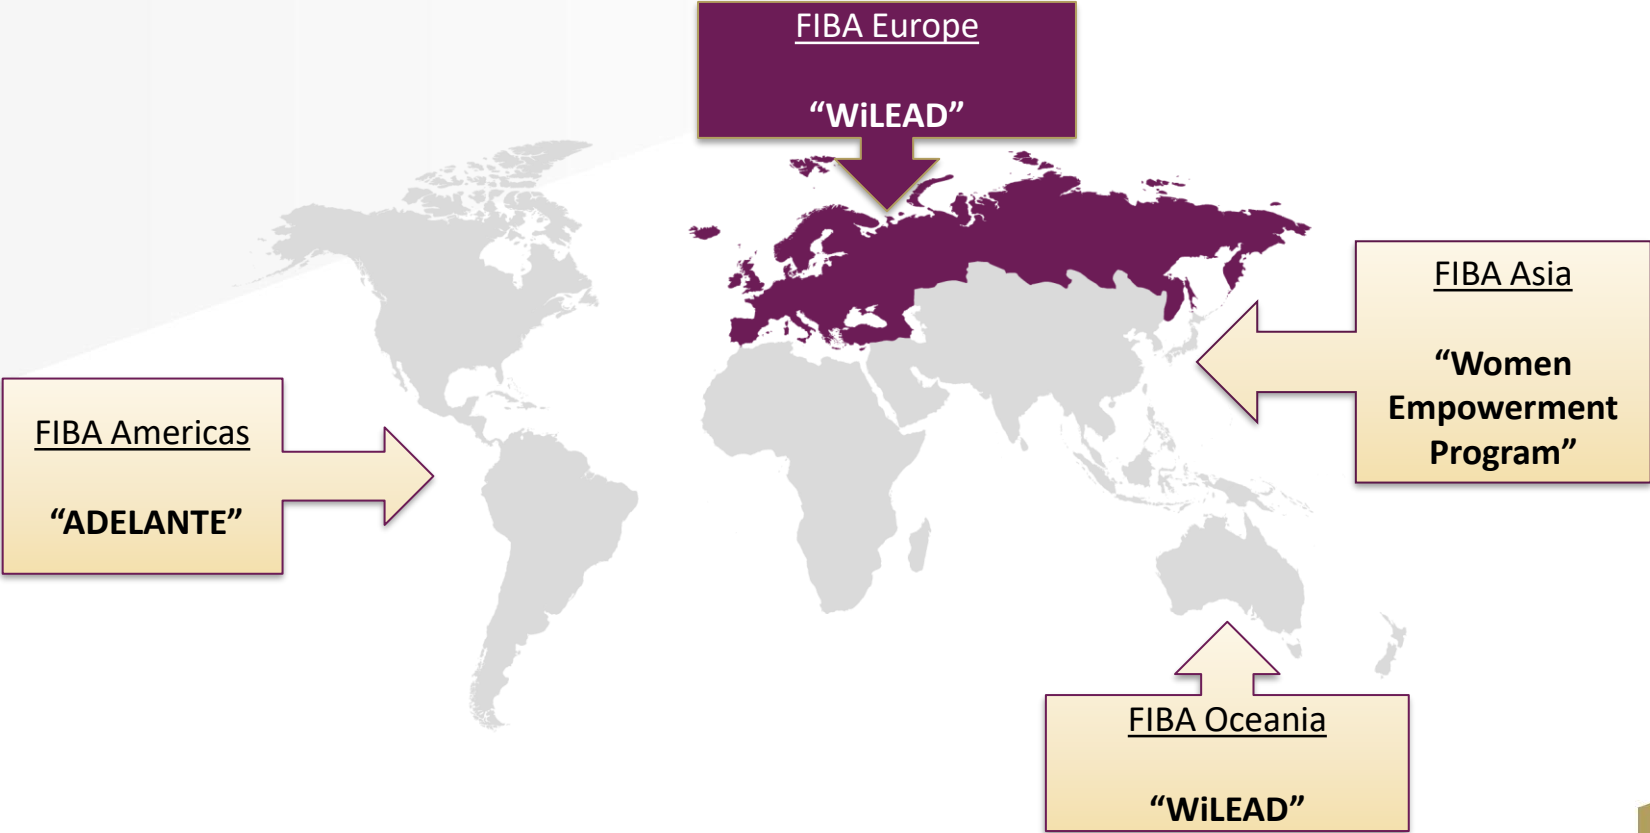 FIBA Europe
“WiLEAD”
FIBA Asia
“Women
Empowerment
Program”
FIBA Americas
“ADELANTE”
FIBA Oceania
“WiLEAD”